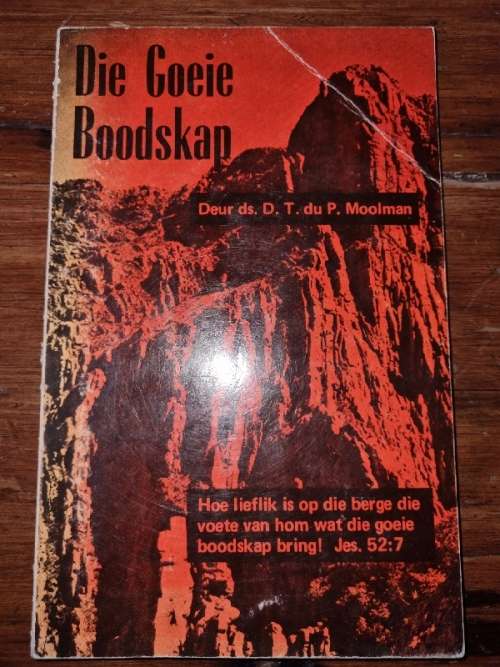 Die Goeie
Boodskap
Deur ds. D. T. du P. Moolman
Hoe lieflik is op die berge die
voete van hom wat die goeie
boodskap bring! Jes. 52:7